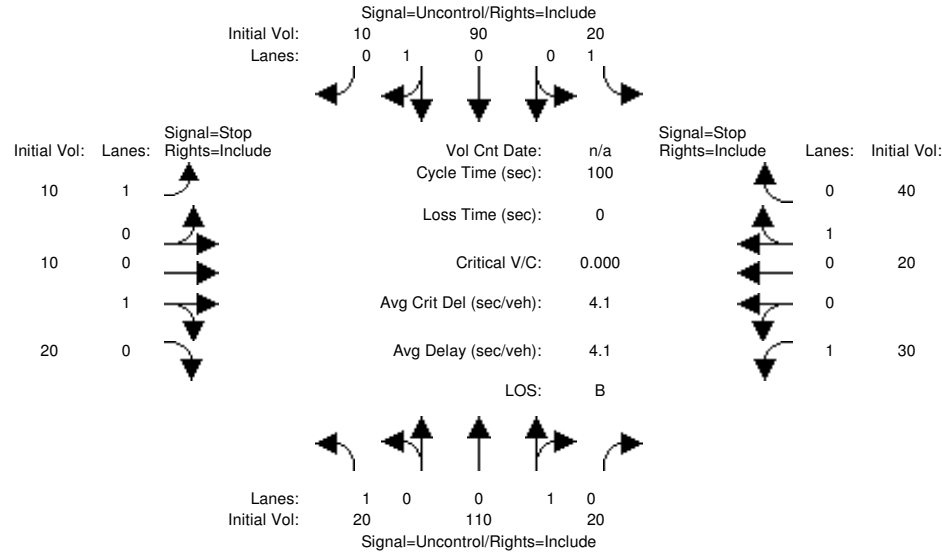 Signal=Uncontrol/Rights=Include
Initial Vol: 10 90 20
Lanes: 0 1 0 0 1
Signal=Stop Signal=Stop
Initial Vol: Lanes: Rights=Include Vol Cnt Date: n/a Rights=Include Lanes: Initial Vol:
Cycle Time (sec): 100
10 1 0 40
Loss Time (sec): 0
0 1
10 0 Critical V/C: 0.000 0 20
1 Avg Crit Del (sec/veh): 4.1 0
20 0 Avg Delay (sec/veh): 4.1 1 30
LOS: B
Lanes: 1 0 0 1 0
Initial Vol: 20 110 20
Signal=Uncontrol/Rights=Include